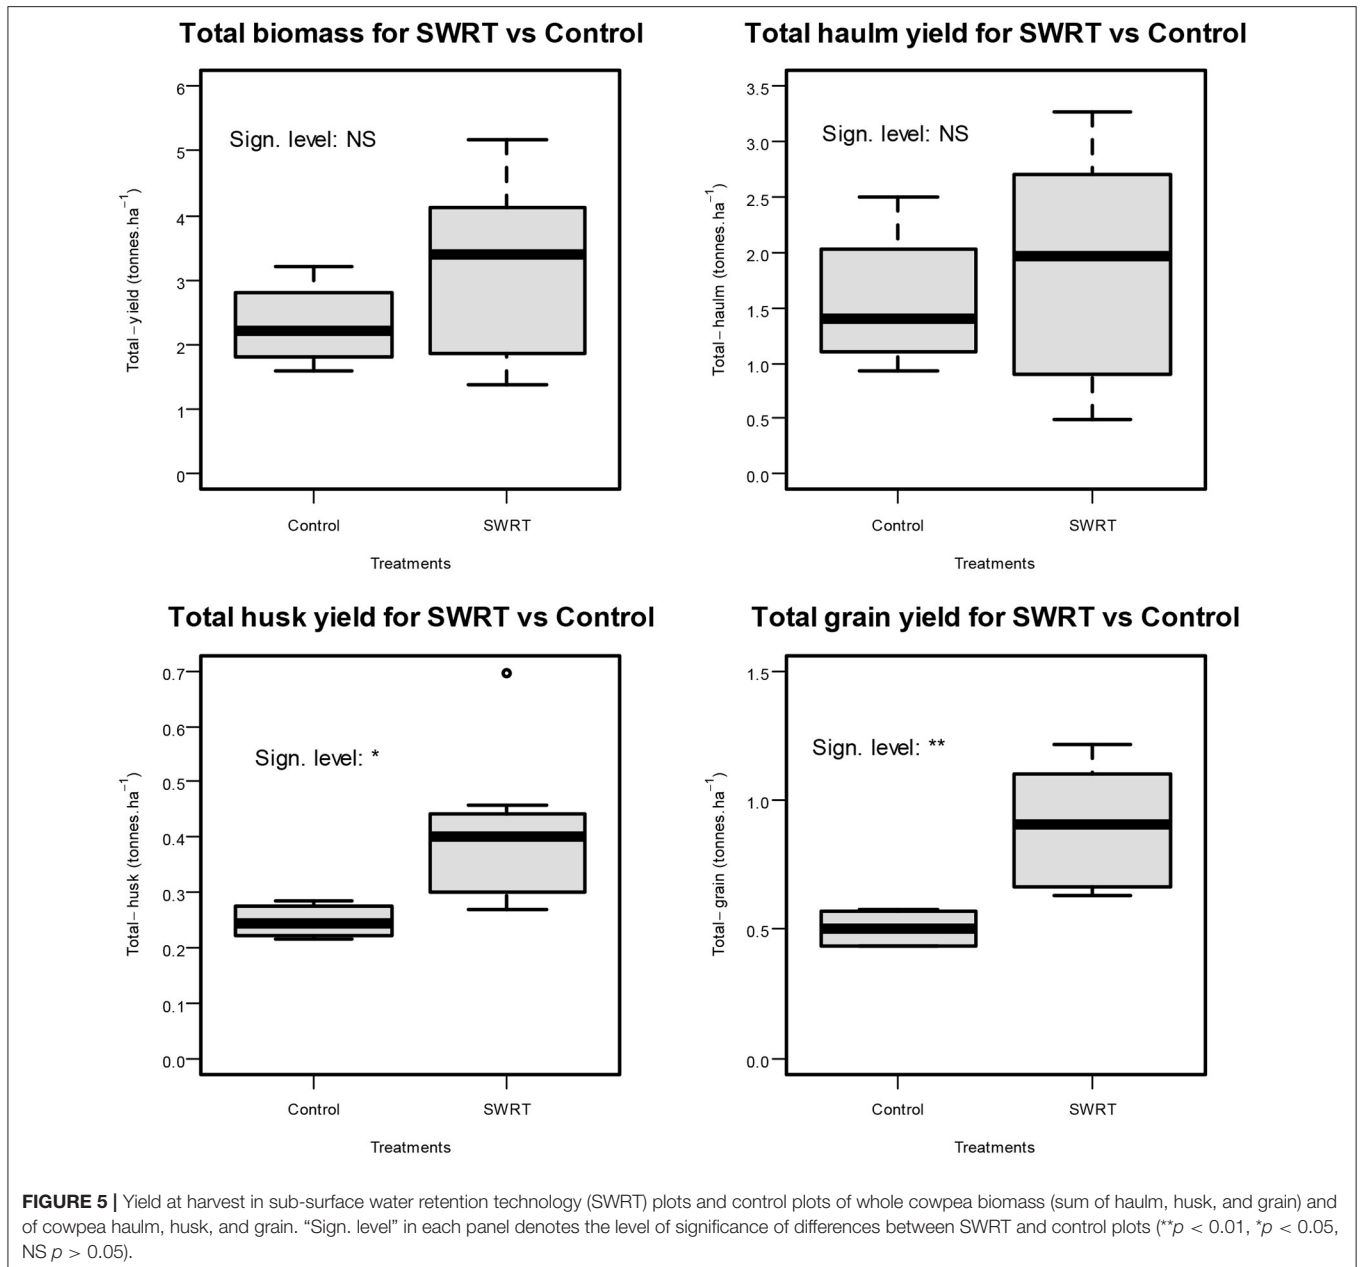 Total biomass for SWRT vs Control
6
5
4
3
2
1
0
Total−yield (tonnes.ha⁻¹)
Sign. level: NS
Control SWRT
Treatments
Total haulm yield for SWRT vs Control
3.5
3.0
2.5
2.0
1.5
1.0
0.5
0.0
Total−haulm (tonnes.ha⁻¹)
Sign. level: NS
Control SWRT
Treatments
Total husk yield for SWRT vs Control
0.7
0.6
0.5
0.4
0.3
0.2
0.1
0.0
Total−husk (tonnes.ha⁻¹)
Sign. level: *
Control SWRT
Treatments
Total grain yield for SWRT vs Control
1.5
1.0
0.5
0.0
Total−grain (tonnes.ha⁻¹)
Sign. level: **
Control SWRT
Treatments
FIGURE 5 | Yield at harvest in sub-surface water retention technology (SWRT) plots and control plots of whole cowpea biomass (sum of haulm, husk, and grain) and
of cowpea haulm, husk, and grain. “Sign. level” in each panel denotes the level of significance of differences between SWRT and control plots (**p < 0.01, *p < 0.05,
NS p > 0.05).